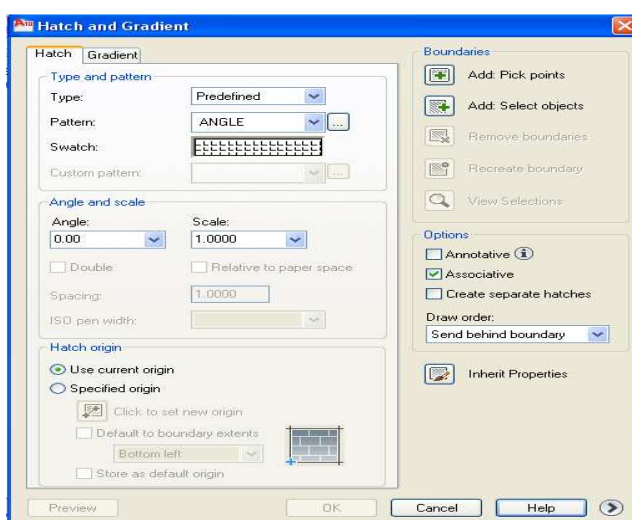 Hatch and Gradient
Hatch Gradient
Type and pattern
Type: Predefined
Pattern: ANGLE ...
Swatch:
Custom pattern: ...
Angle and scale
Angle: Scale:
0.00 1.0000
Double Relative to paper space
Spacing: 1.0000
ISO pen width:
Hatch origin
Use current origin
Specified origin
Click to set new origin
Default to boundary extents
Bottom left
Store as default origin
Boundaries
Add: Pick points
Add: Select objects
Remove boundaries
Recreate boundary
View Selections
Options
Annotative
Associative
Create separate hatches
Draw order:
Send behind boundary
Inherit Properties
Preview OK Cancel Help